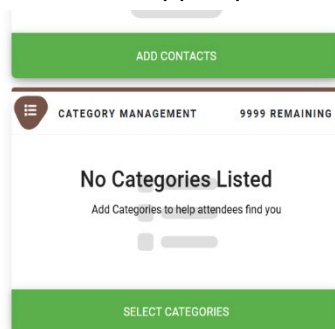 ADD CONTACTS
CATEGORY MANAGEMENT 9999 REMAINING
No Categories Listed
Add Categories to help attendees find you
SELECT CATEGORIES